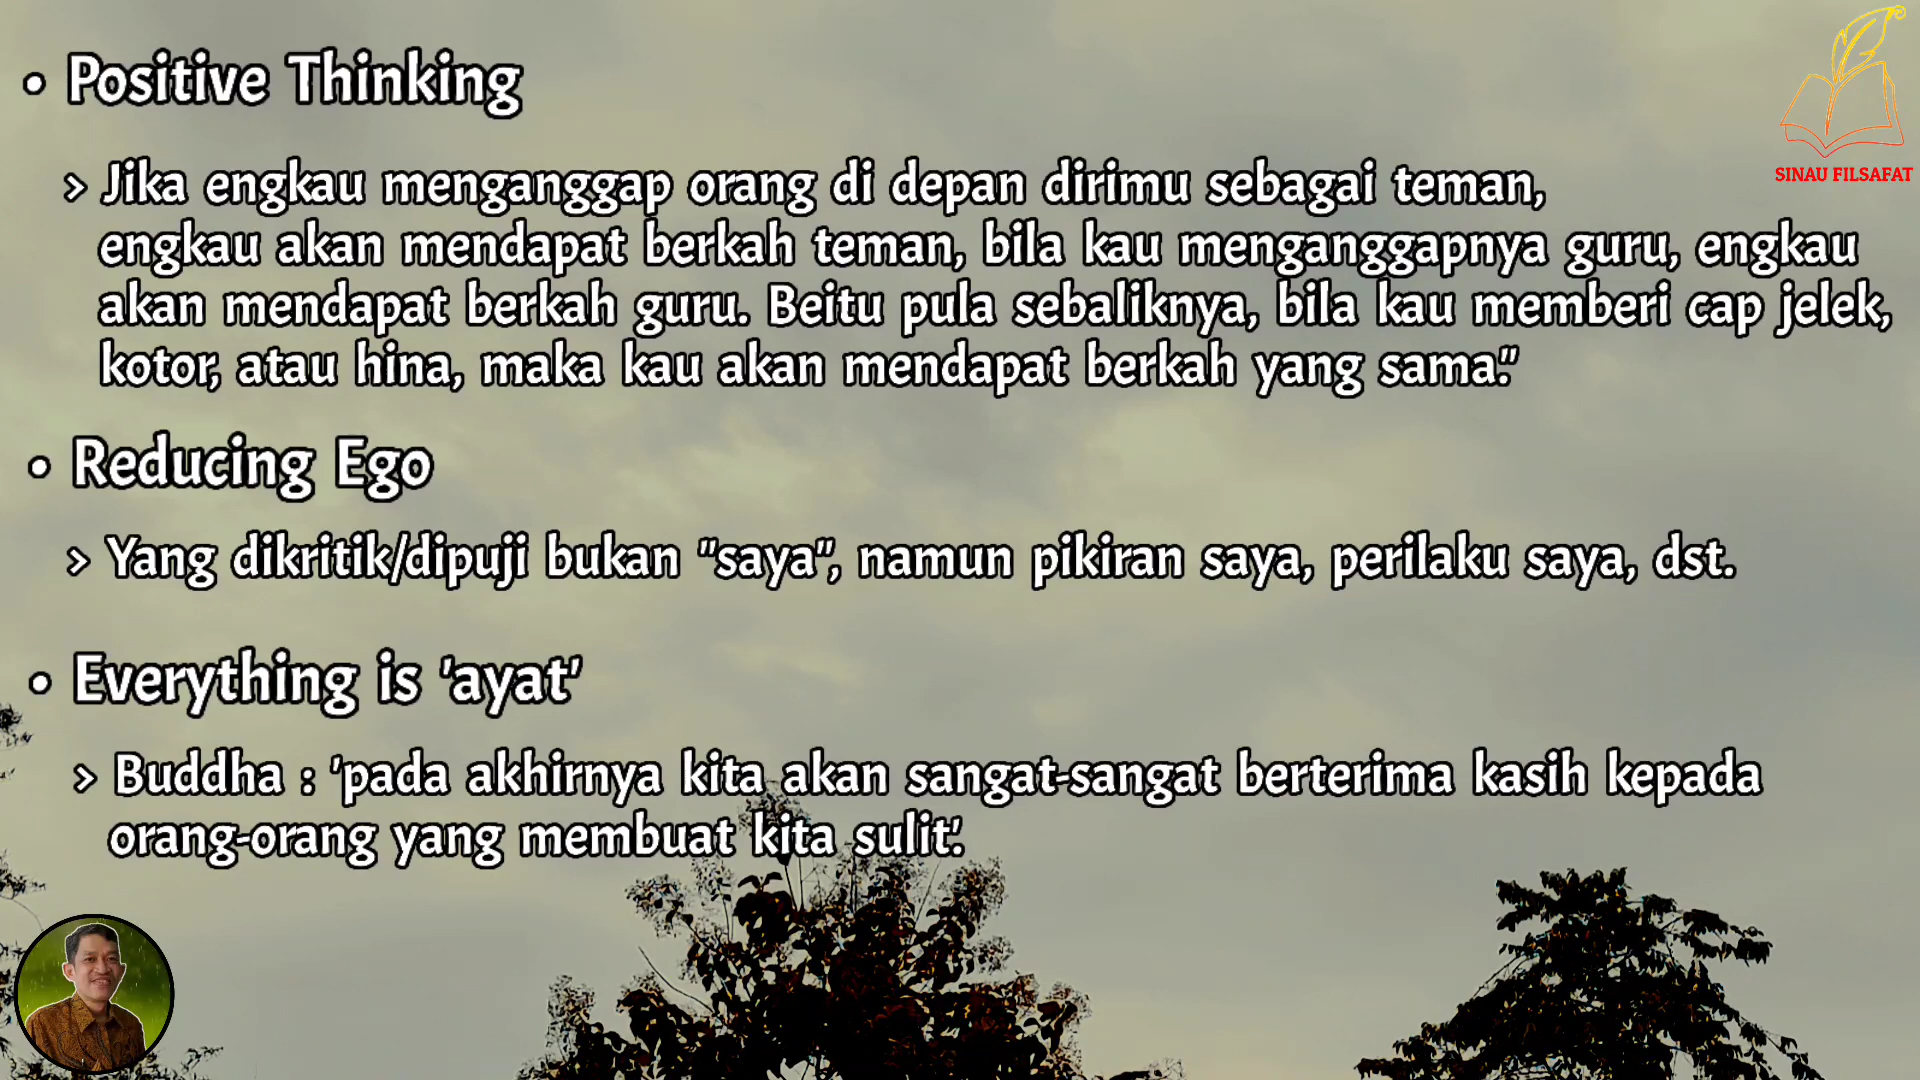 • Positive Thinking
SINAU FILSAFAT
> Jika engkau menganggap orang di depan dirimu sebagai teman,
engkau akan mendapat berkah teman, bila kau menganggapnya guru, engkau
akan mendapat berkah guru. Beitu pula sebaliknya, bila kau memberi cap jelek,
kotor, atau hina, maka kau akan mendapat berkah yang sama."
• Reducing Ego
> Yang dikritik/dipuji bukan "saya", namun pikiran saya, perilaku saya, dst.
• Everything is 'ayat'
> Buddha : 'pada akhirnya kita akan sangat-sangat berterima kasih kepada
orang-orang yang membuat kita sulit'.